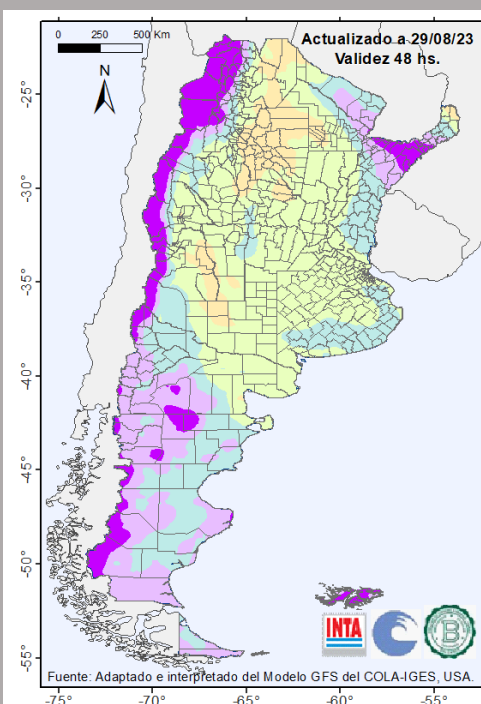 0 250 500 Km
Actualizado a 29/08/23
Validez 48 hs.
N
-25°
-30°
-35°
-40°
-45°
-50°
-55°
INTA
B
Fuente: Adaptado e interpretado del Modelo GFS del COLA-IGES, USA.
-75° -70° -65° -60° -55°